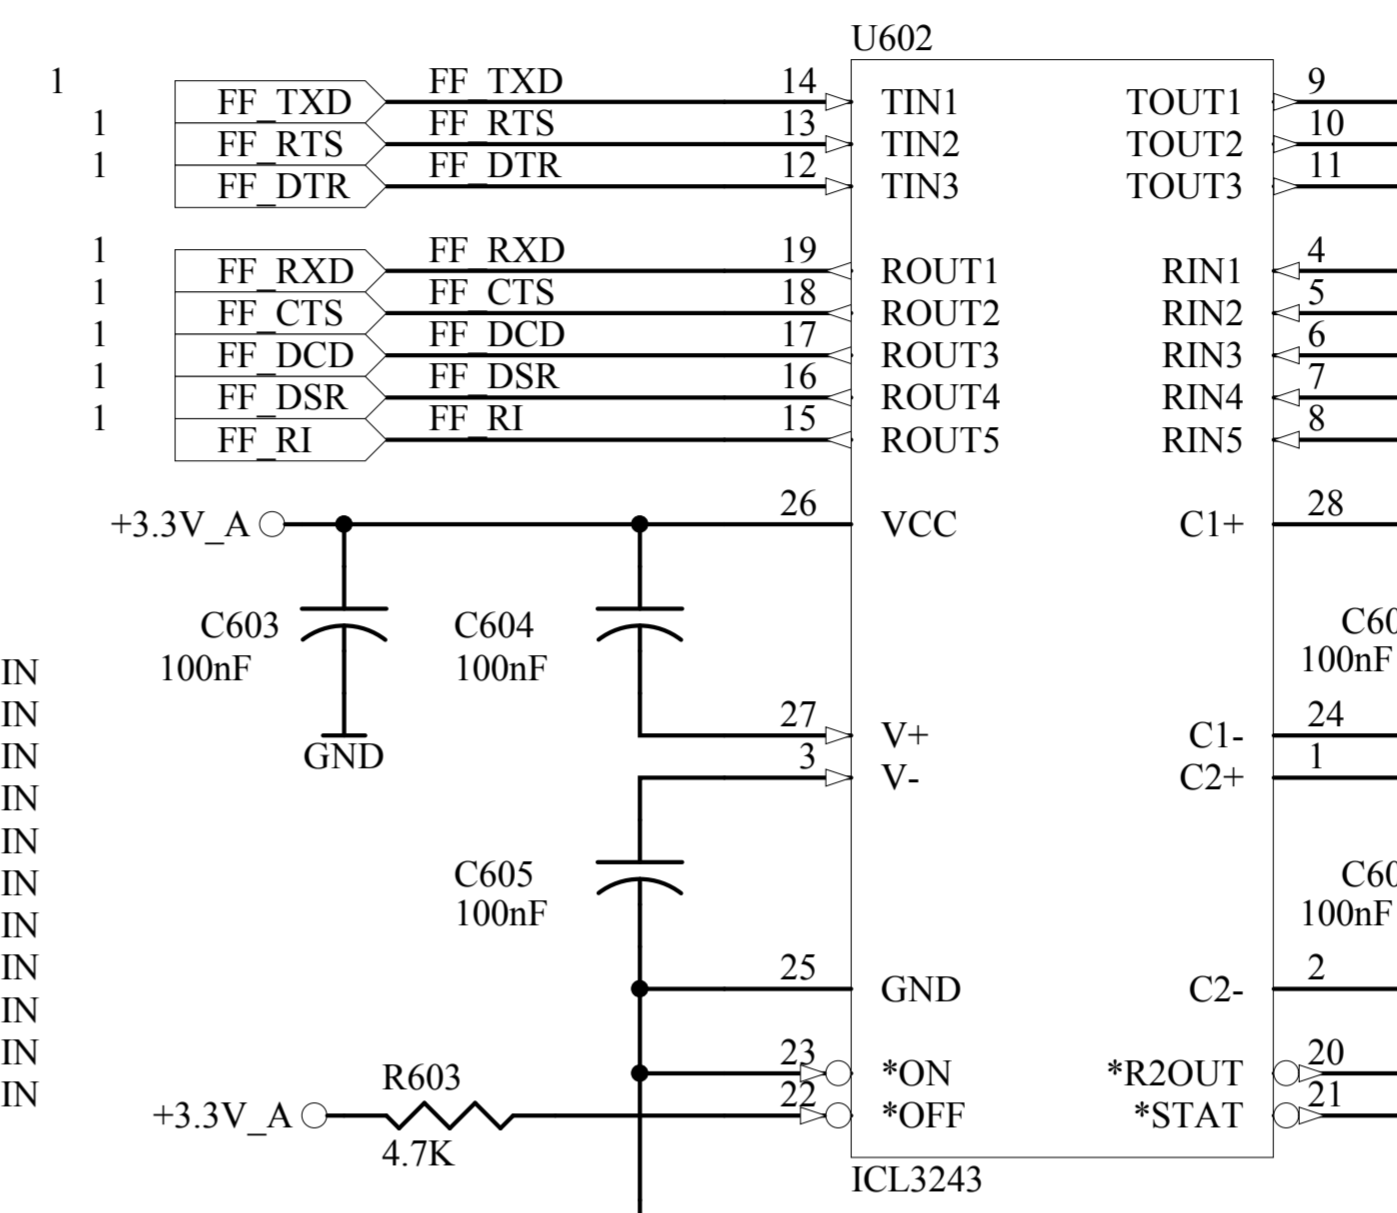 U602
1 FF_TXD FF_TXD 14 TIN1 TOUT1 9
1 FF_RTS FF_RTS 13 TIN2 TOUT2 10
1 FF_DTR FF_DTR 12 TIN3 TOUT3 11
1 FF_RXD FF_RXD 19 ROUT1 RIN1 4
1 FF_CTS FF_CTS 18 ROUT2 RIN2 5
1 FF_DCD FF_DCD 17 ROUT3 RIN3 6
1 FF_DSR FF_DSR 16 ROUT4 RIN4 7
1 FF_RI FF_RI 15 ROUT5 RIN5 8
+3.3V_A 26 VCC C1+ 28
C603 C604 C60
100nF 100nF 100nF
IN
IN
27 V+ C1- 24
GND
IN
3 V- C2+ 1
IN
IN
C605 C60
IN
100nF 100nF
IN
IN
25 GND C2- 2
IN
IN
23 *ON *R2OUT 20
R603
IN
22 *OFF *STAT 21
+3.3V_A
4.7K
ICL3243